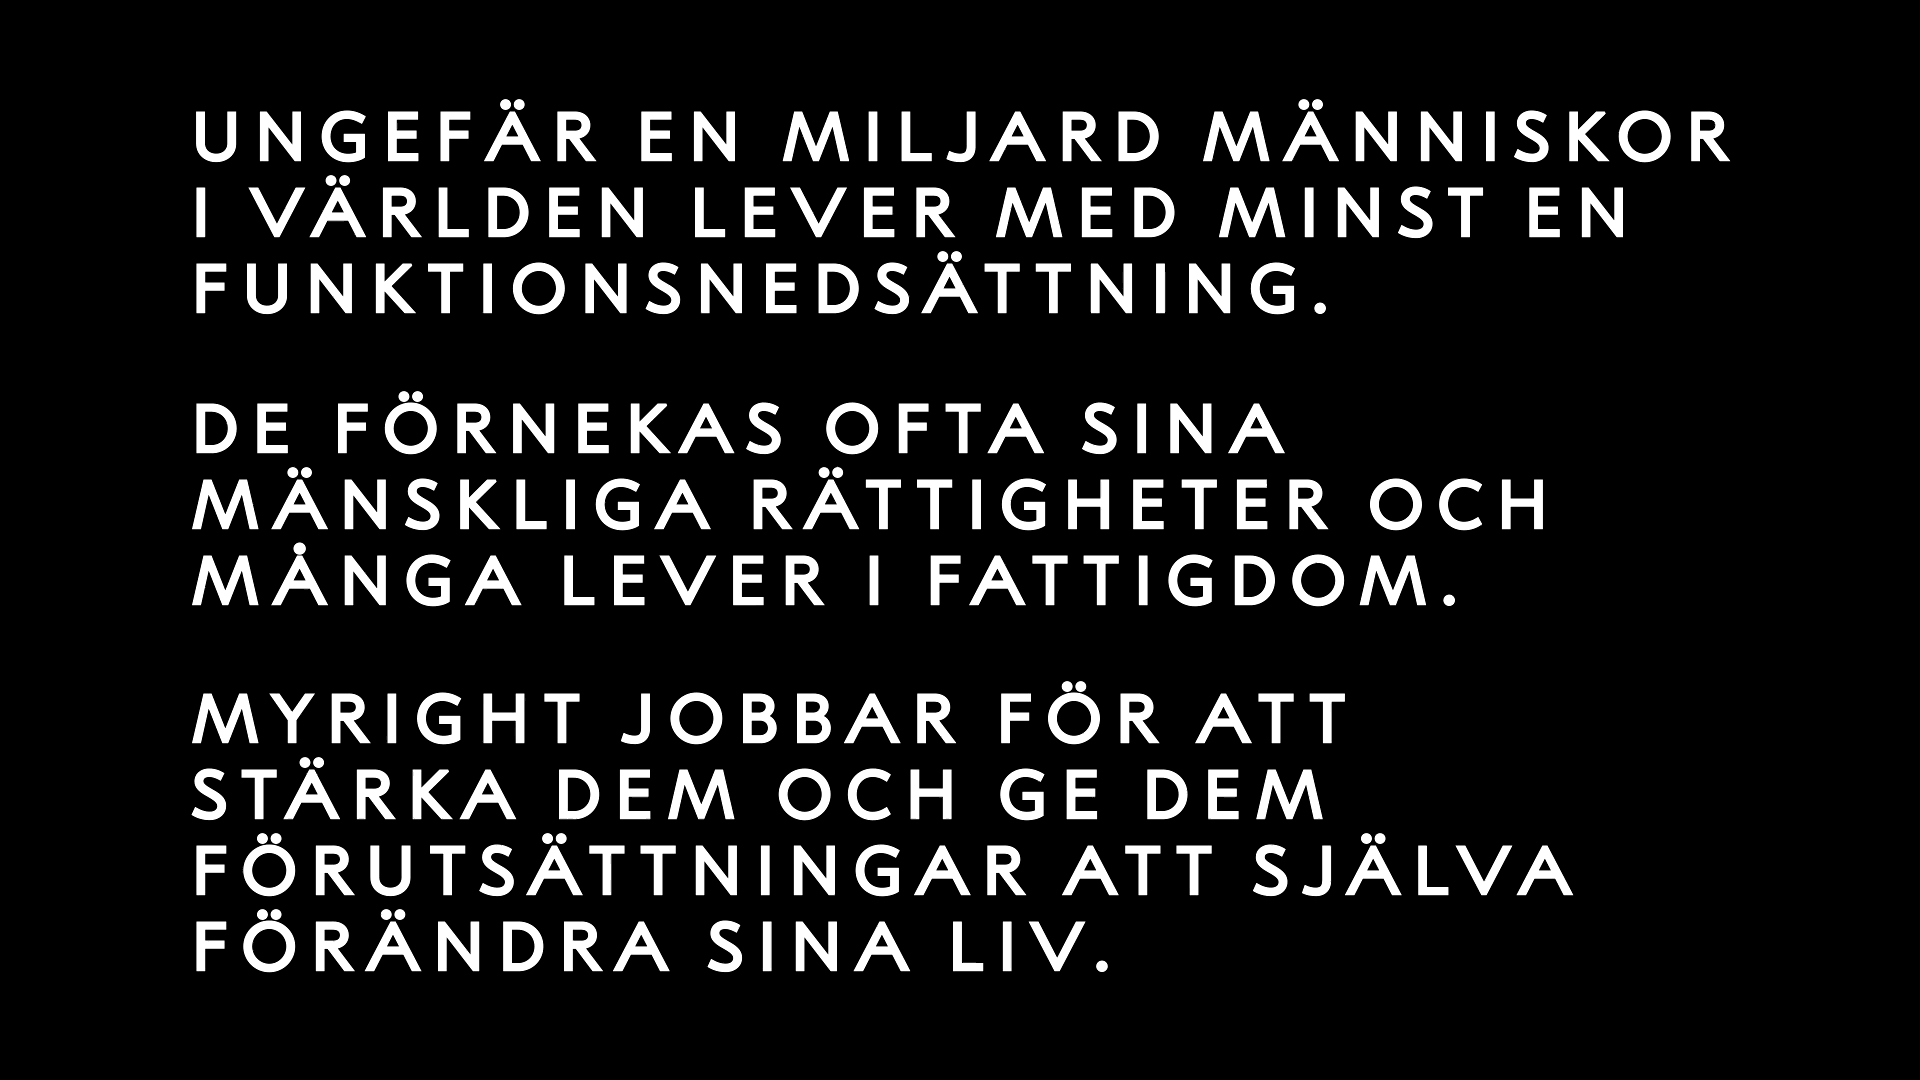 UNGEFÄR EN MILJARD MÄNNISKOR
I VÄRLDEN LEVER MED MINST EN
FUNKTIONSNEDSÄTTNING.
DE FÖRNEKAS OFTA SINA
MÄNSKLIGA RÄTTIGHETER OCH
MÅNGA LEVER I FATTIGDOM.
MYRIGHT JOBBAR FÖR ATT
STÄRKA DEM OCH GE DEM
FÖRUTSÄTTNINGAR ATT SJÄLVA
FÖRÄNDRA SINA LIV.